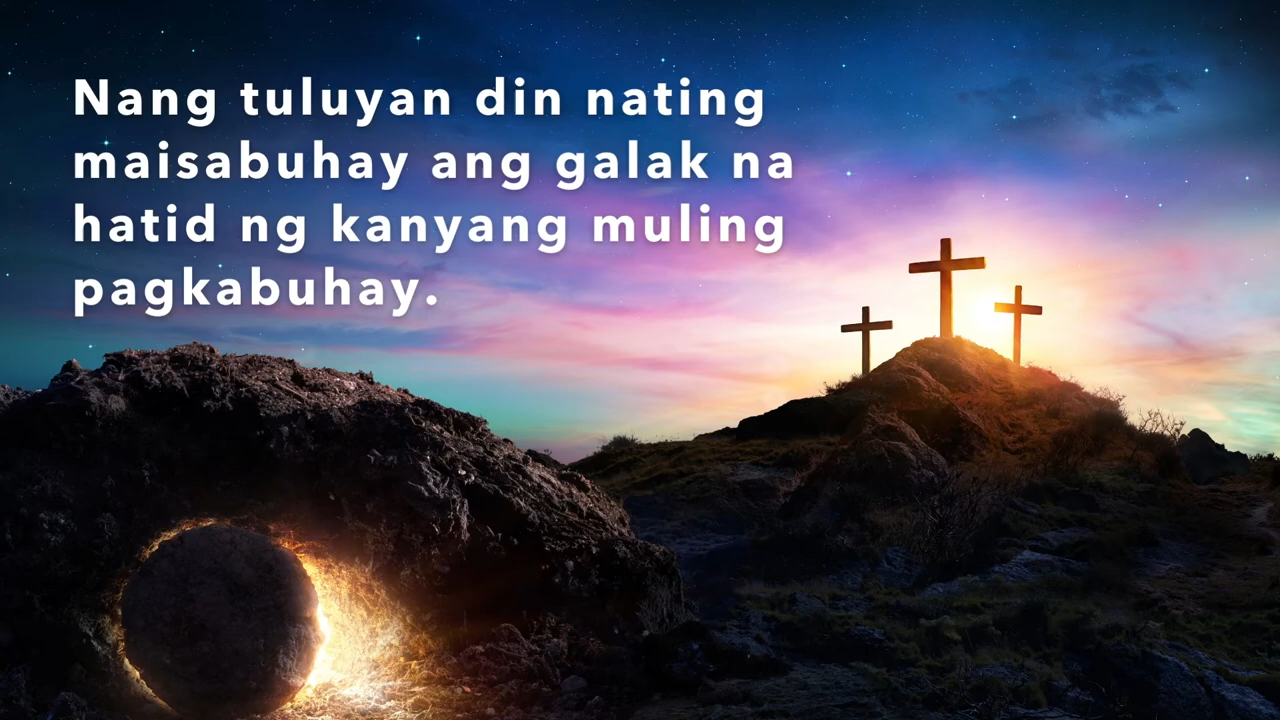 Nang tuluyan din nating
maisabuhay ang galak na
hatid ng kanyang muling
pagkabuhay.